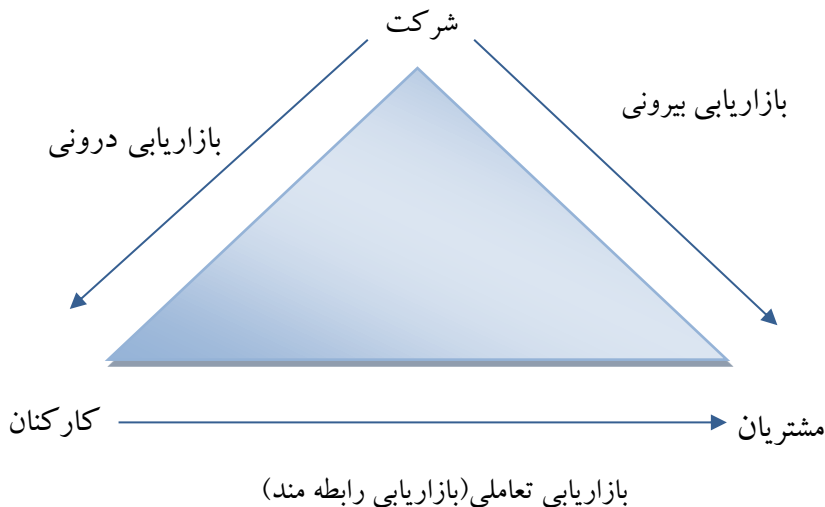 شرکت
بازاریابی بیرونی
بازاریابی درونی
مشتریان
کارکنان
بازاریابی تعاملی(بازاریابی رابطه مند)